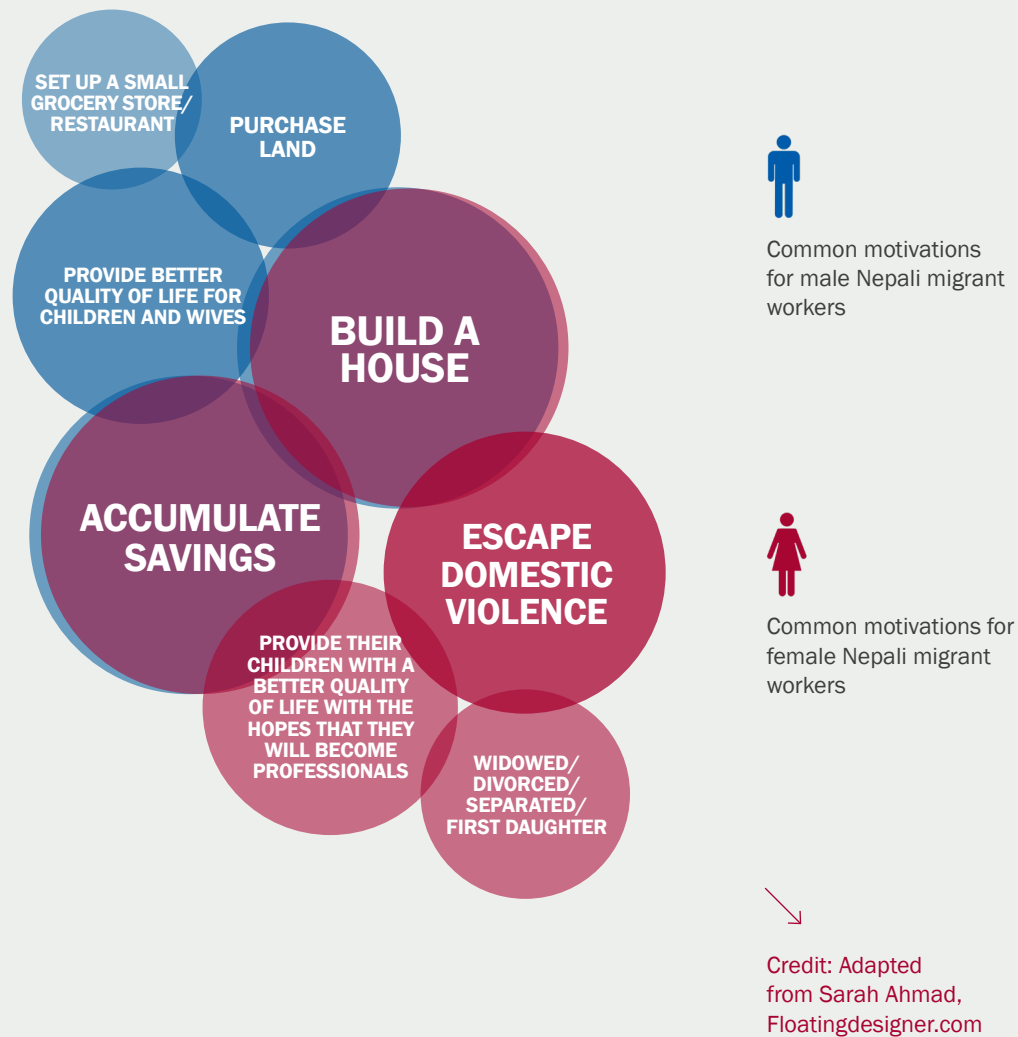 SET UP A SMALL
GROCERY STORE/
RESTAURANT
PURCHASE
LAND
PROVIDE BETTER
QUALITY OF LIFE FOR
CHILDREN AND WIVES
BUILD A
HOUSE
ACCUMULATE
SAVINGS
ESCAPE
DOMESTIC
VIOLENCE
PROVIDE THEIR
CHILDREN WITH A
BETTER QUALITY
OF LIFE WITH THE
HOPES THAT THEY
WILL BECOME
PROFESSIONALS
WIDOWED/
DIVORCED/
SEPARATED/
FIRST DAUGHTER
Common motivations
for male Nepali migrant
workers
Common motivations for
female Nepali migrant
workers
Credit: Adapted
from Sarah Ahmad,
Floatingdesigner.com